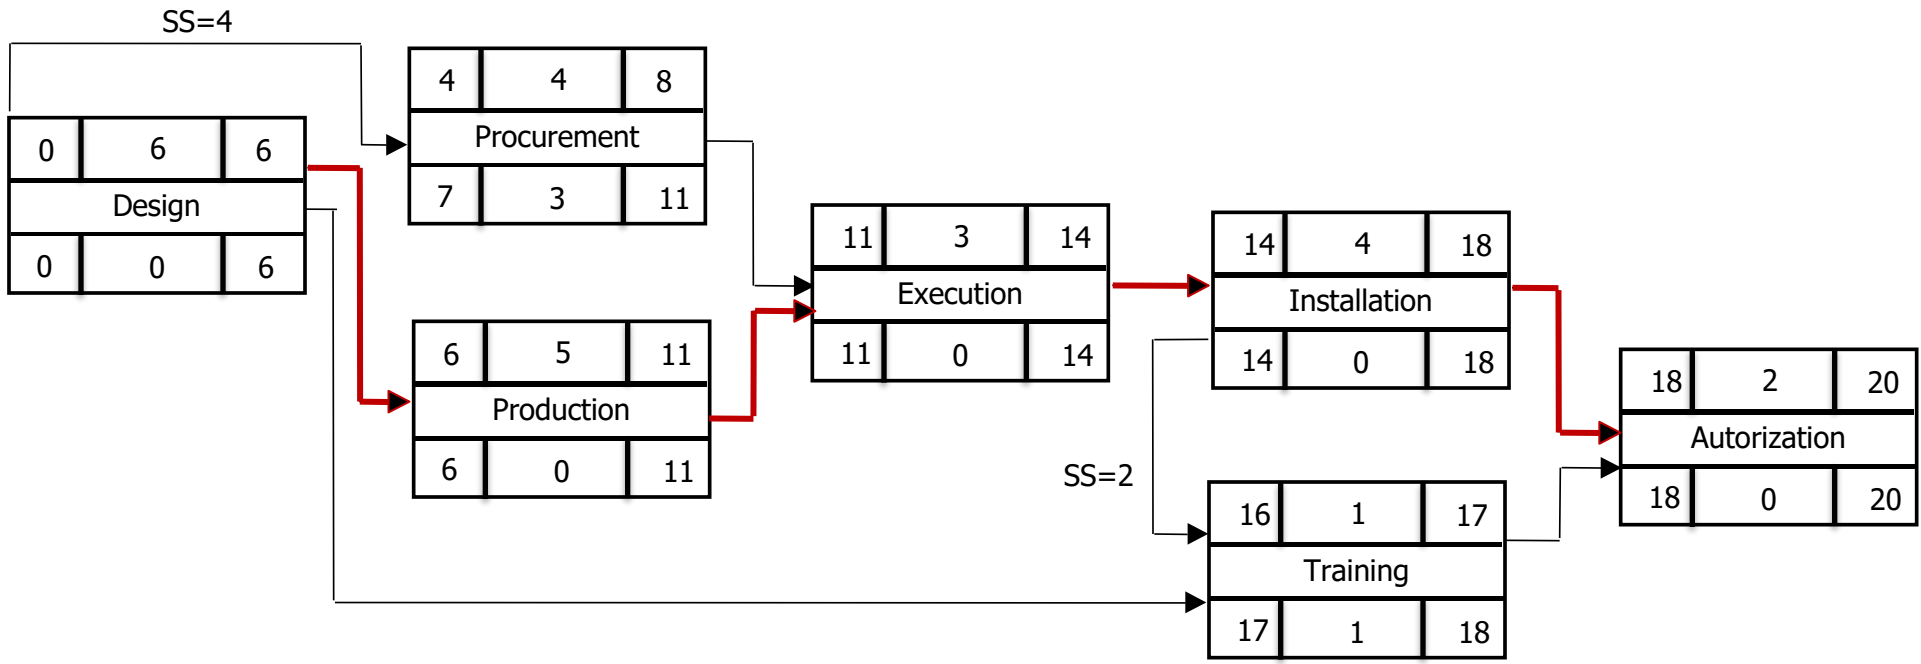 SS=4
4 4 8
Procurement
7 3 11
0 6 6
Design
0 0 6
11 3 14
Execution
11 0 14
14 4 18
Installation
14 0 18
6 5 11
Production
6 0 11
18 2 20
Autorization
18 0 20
SS=2
16 1 17
Training
17 1 18